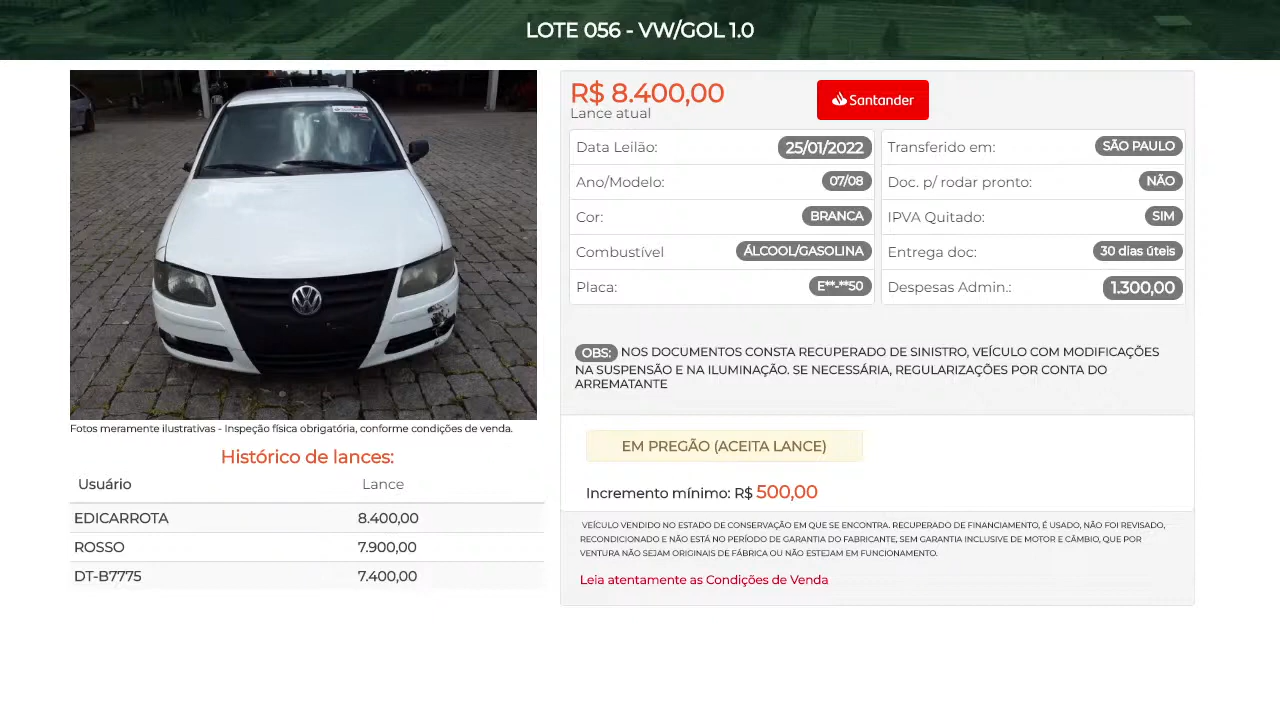 LOTE 056 - VW/GOL 1.0
Fotos meramente ilustrativas - Inspeção física obrigatória, conforme condições de venda.
Histórico de lances:
Usuário Lance
EDICARROTA 8.400,00
ROSSO 7.900,00
DT-B7775 7.400,00
R$ 8.400,00
Lance atual
Santander
Data Leilão: 25/01/2022
Ano/Modelo: 07/08
Cor: BRANCA
Combustível ÁLCOOL/GASOLINA
Placa: E**-**50
Transferido em: SÃO PAULO
Doc. p/ rodar pronto: NÃO
IPVA Quitado: SIM
Entrega doc: 30 dias úteis
Despesas Admin.: 1.300,00
OBS: NOS DOCUMENTOS CONSTA RECUPERADO DE SINISTRO, VEÍCULO COM MODIFICAÇÕES
NA SUSPENSÃO E NA ILUMINAÇÃO. SE NECESSÁRIA, REGULARIZAÇÕES POR CONTA DO
ARREMATANTE
EM PREGÃO (ACEITA LANCE)
Incremento mínimo: R$ 500,00
VEÍCULO VENDIDO NO ESTADO DE CONSERVAÇÃO EM QUE SE ENCONTRA. RECUPERADO DE FINANCIAMENTO, É USADO, NÃO FOI REVISADO,
RECONDICIONADO E NÃO ESTÁ NO PERÍODO DE GARANTIA DO FABRICANTE, SEM GARANTIA INCLUSIVE DE MOTOR E CÂMBIO, QUE POR
VENTURA NÃO SEJAM ORIGINAIS DE FÁBRICA OU NÃO ESTEJAM EM FUNCIONAMENTO.
Leia atentamente as Condições de Venda